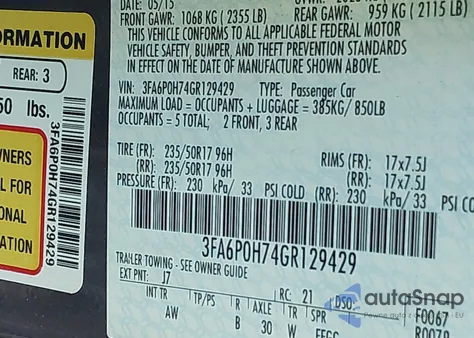 DATE: 05/15
FRONT GAWR: 1068 KG ( 2355 LB)
REAR GAWR: 959 KG ( 2115 LB)
THIS VEHICLE CONFORMS TO ALL APPLICABLE FEDERAL MOTOR
VEHICLE SAFETY, BUMPER, AND THEFT PREVENTION STANDARDS
IN EFFECT ON THE DATE OF MANUFACTURE SHOWN ABOVE.
VIN: 3FA6P0H74GR129429 TYPE: Passenger Car
MAXIMUM LOAD = OCCUPANTS + LUGGAGE = 385KG/ 850LB
OCCUPANTS = 5 TOTAL; 2 FRONT, 3 REAR
TIRE (FR): 235/50R17 96H RIMS (FR): 17x7.5J
(RR): 235/50R17 96H (RR): 17x7.5J
PRESSURE (FR): 230 kPa/ 33 PSI COLD (RR): 230 kPa/ 33 PSI CO
3FA6P0H74GR129429
TRAILER TOWING - SEE OWNER GUIDE
EXT PNT: J7 RC: 21 DSO:
INT TR TP/PS R AXLE TR SPR F0067
AW B 30 W
ORMATION
REAR: 3
50 lbs.
3FA6P0H74GR129429
WNERS
L FOR
ONAL
ATION
autoSnap